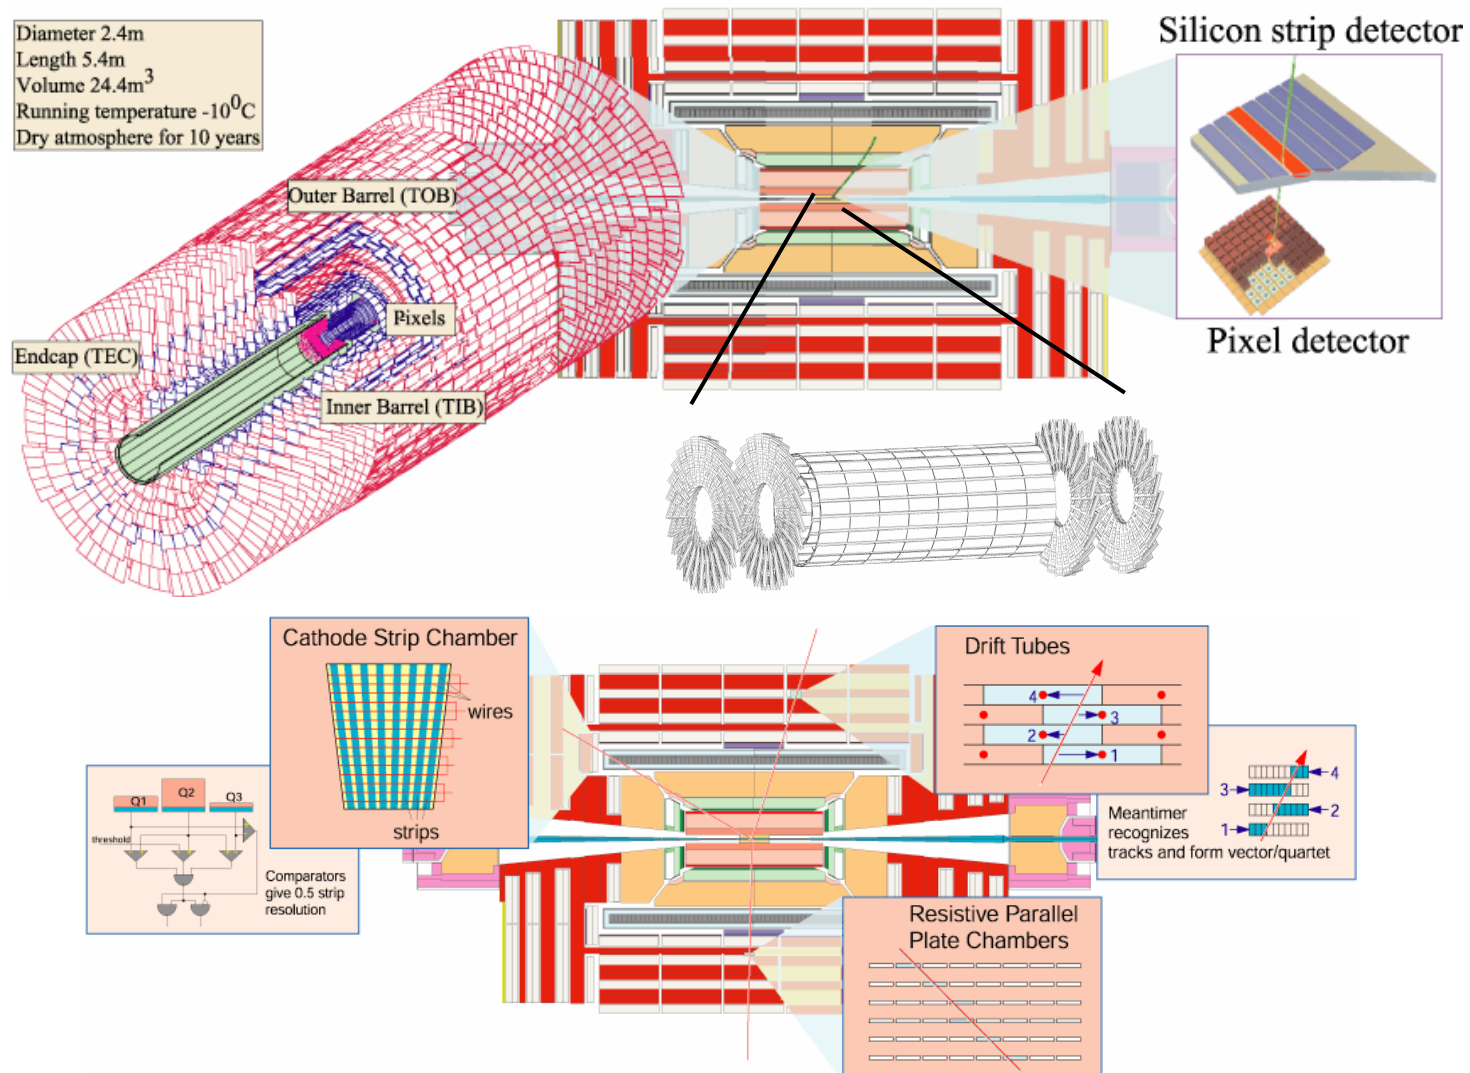 Diameter 2.4m
Length 5.4m
Volume 24.4m3
Running temperature -10⁰C
Dry atmosphere for 10 years
Silicon strip detector
Outer Barrel (TOB)
Pixels
Endcap (TEC)
Inner Barrel (TIB)
Pixel detector
Cathode Strip Chamber
wires
strips
Drift Tubes
4
3
2
1
Q1
Q2
Q3
threshold
Comparators
give 0.5 strip
resolution
4
3
2
1
Meantimer
recognizes
tracks and form vector/quartet
Resistive Parallel
Plate Chambers